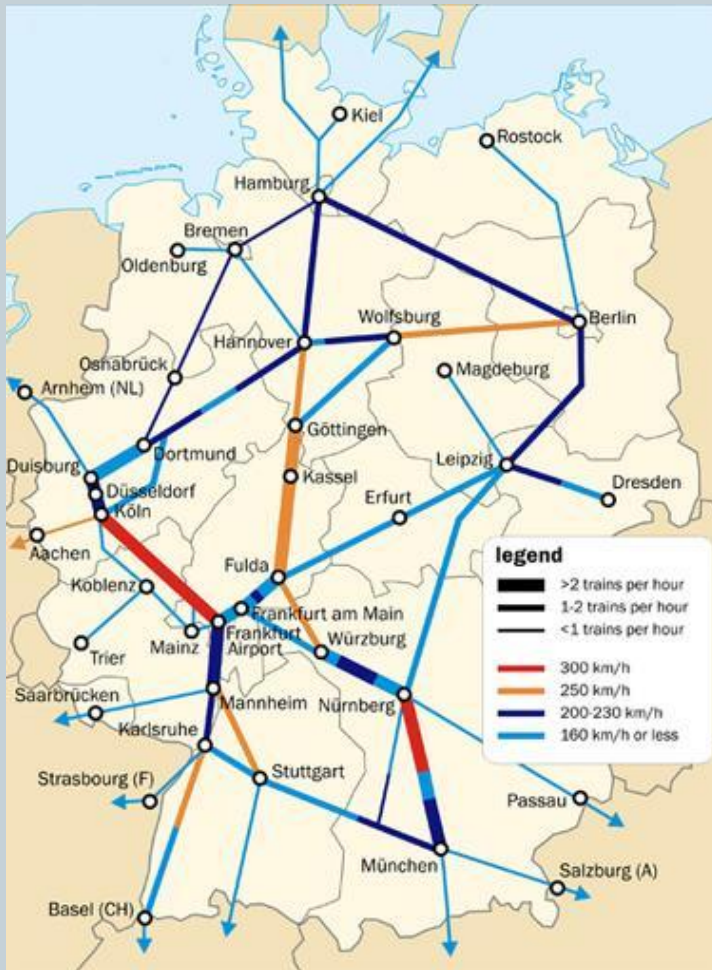 Kiel
Rostock
Hamburg
Bremen
Oldenburg
Hannover
Wolfsburg
Berlin
Osnabrück
Magdeburg
Arnhem (NL)
Göttingen
Dortmund
Duisburg
Leipzig
Kassel
Düsseldorf
Dresden
Köln
Erfurt
Aachen
Fulda
legend
>2 trains per hour
Koblenz
1-2 trains per hour
Frankfurt am Main
<1 trains per hour
Frankfurt
Airport
Würzburg
Mainz
Trier
300 km/h
250 km/h
Saarbrücken
Mannheim
Nürnberg
200-230 km/h
Karlsruhe
160 km/h or less
Strasbourg (F)
Stuttgart
Passau
München
Salzburg (A)
Basel (CH)